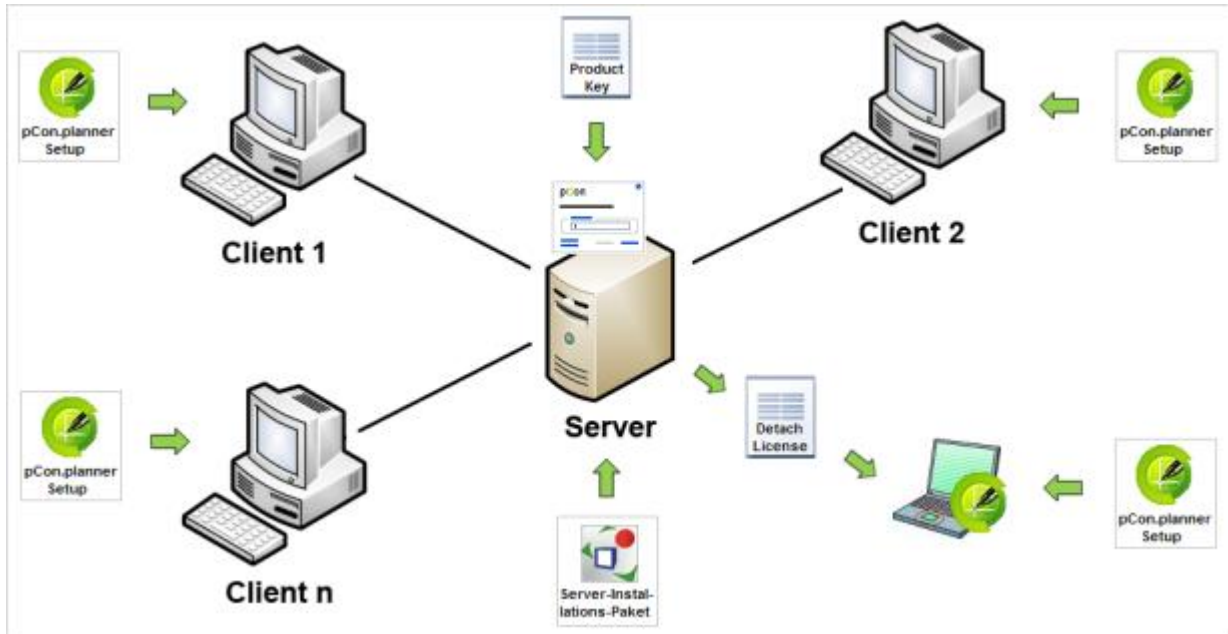 pCon.planner
Setup
Client 1
Product
Key
pCon
Client 2
pCon.planner
Setup
Server
pCon.planner
Setup
Client n
Server-Instal-
lations-Paket
Detach
License
pCon.planner
Setup